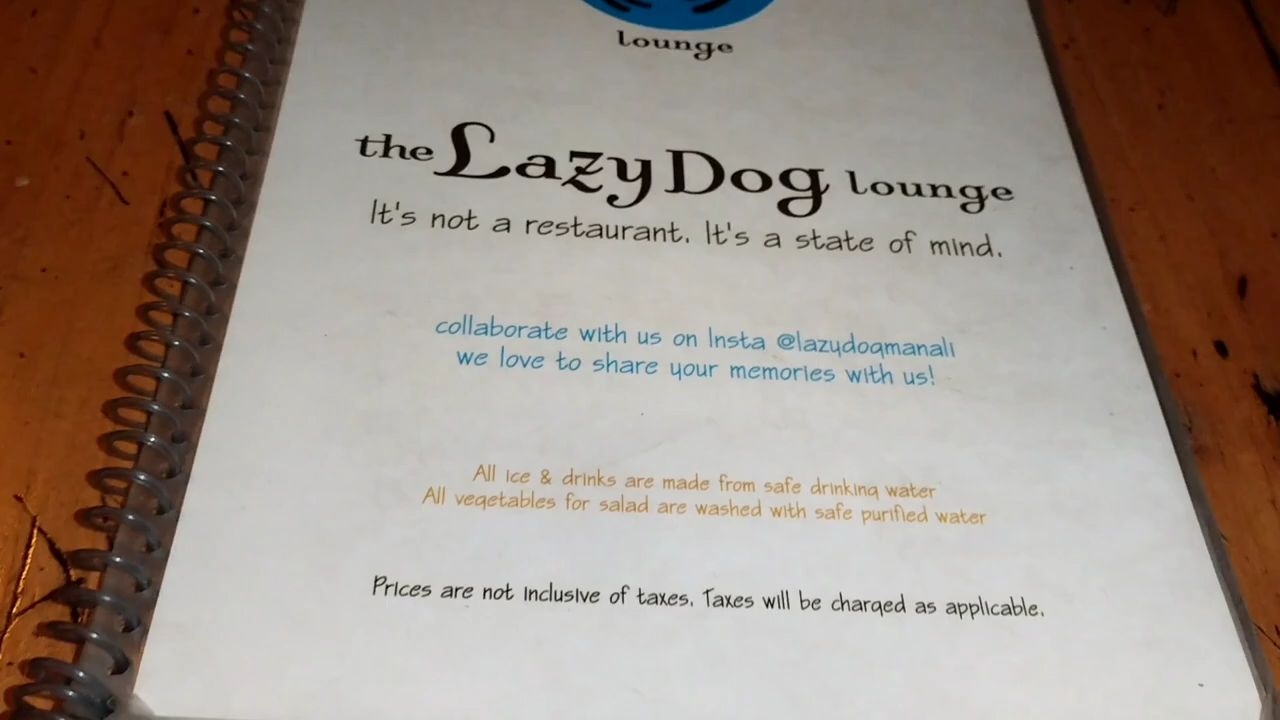 lounge
the Lazy Dog lounge
It's not a restaurant. It's a state of mind.
collaborate with us on Insta @lazydogmanali
we love to share your memories with us!
All ice & drinks are made from safe drinking water
All vegetables for salad are washed with safe purified water
Prices are not inclusive of taxes. Taxes will be charged as applicable.